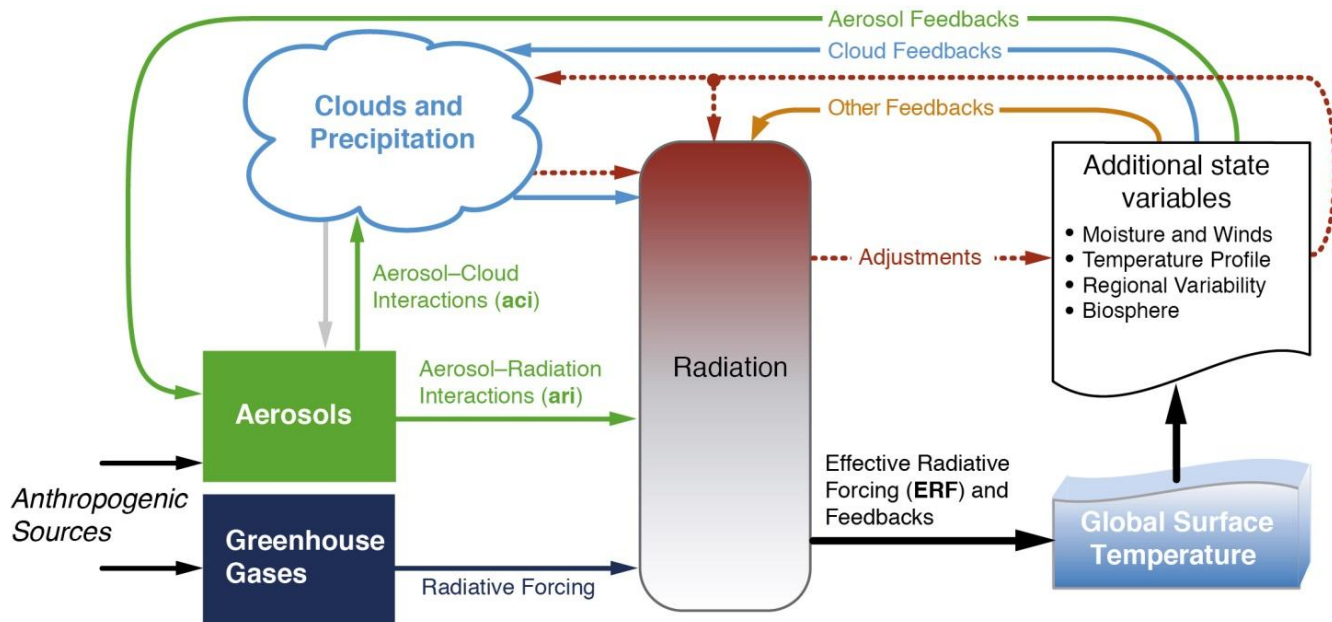 Aerosol Feedbacks
Cloud Feedbacks
Other Feedbacks
Clouds and
Precipitation
Additional state
variables
• Moisture and Winds
• Temperature Profile
• Regional Variability
• Biosphere
Adjustments
Aerosol–Cloud
Interactions (aci)
Aerosol–Radiation
Interactions (ari)
Radiation
Aerosols
Anthropogenic
Sources
Greenhouse
Gases
Radiative Forcing
Effective Radiative
Forcing (ERF) and
Feedbacks
Global Surface
Temperature